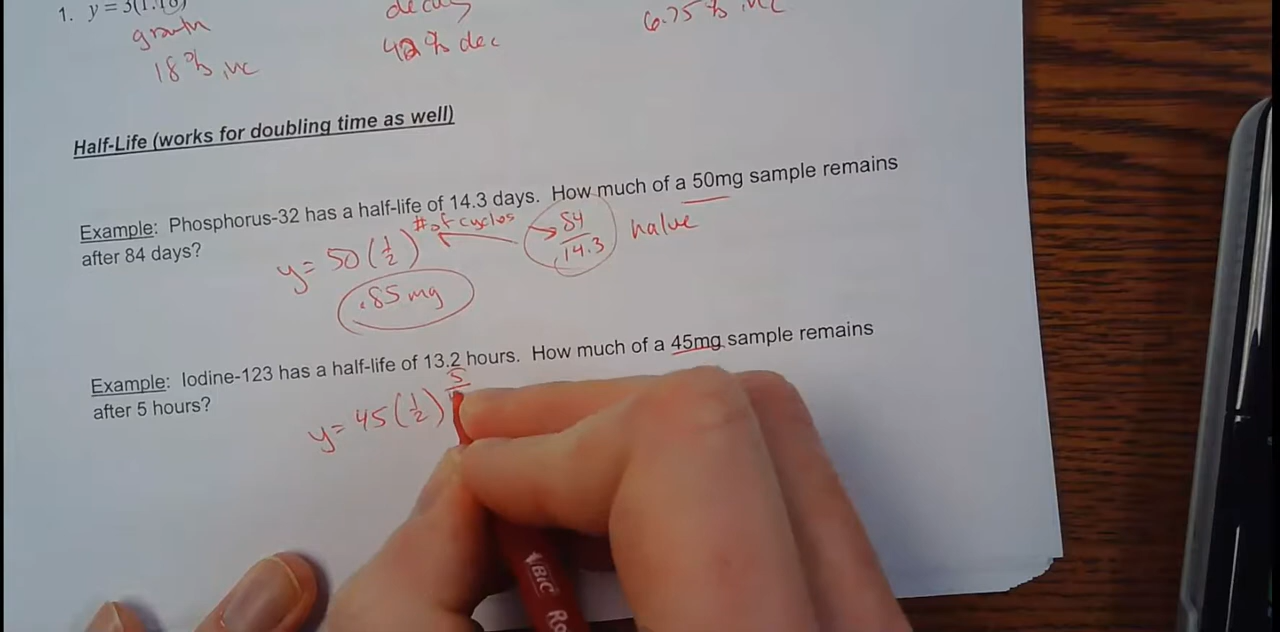 1. y = 3(1.18)
growth
18% inc
decay
42% dec
6.75% inc
Half-Life (works for doubling time as well)
Example: Phosphorus-32 has a half-life of 14.3 days. How much of a 50mg sample remains
after 84 days?
y = 50 (1/2) # of cycles
84/14.3 halve
.85 mg
Example: Iodine-123 has a half-life of 13.2 hours. How much of a 45mg sample remains
after 5 hours?
y = 45 (1/2) 5
BIC Ro